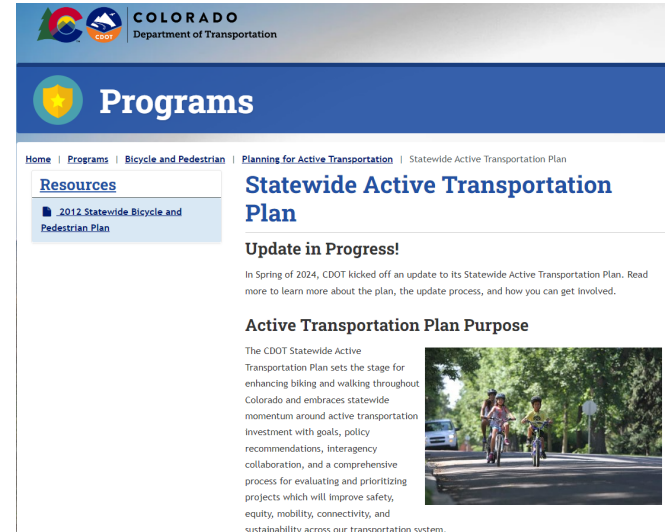 COLORADO
Department of Transportation
CDOT
Programs
Home | Programs | Bicycle and Pedestrian | Planning for Active Transportation | Statewide Active Transportation Plan
Resources
2012 Statewide Bicycle and
Pedestrian Plan
Statewide Active Transportation
Plan
Update in Progress!
In Spring of 2024, CDOT kicked off an update to its Statewide Active Transportation Plan. Read
more to learn more about the plan, the update process, and how you can get involved.
Active Transportation Plan Purpose
The CDOT Statewide Active
Transportation Plan sets the stage for
enhancing biking and walking throughout
Colorado and embraces statewide
momentum around active transportation
investment with goals, policy
recommendations, interagency
collaboration, and a comprehensive
process for evaluating and prioritizing
projects which will improve safety,
equity, mobility, connectivity, and
sustainability across our transportation system.